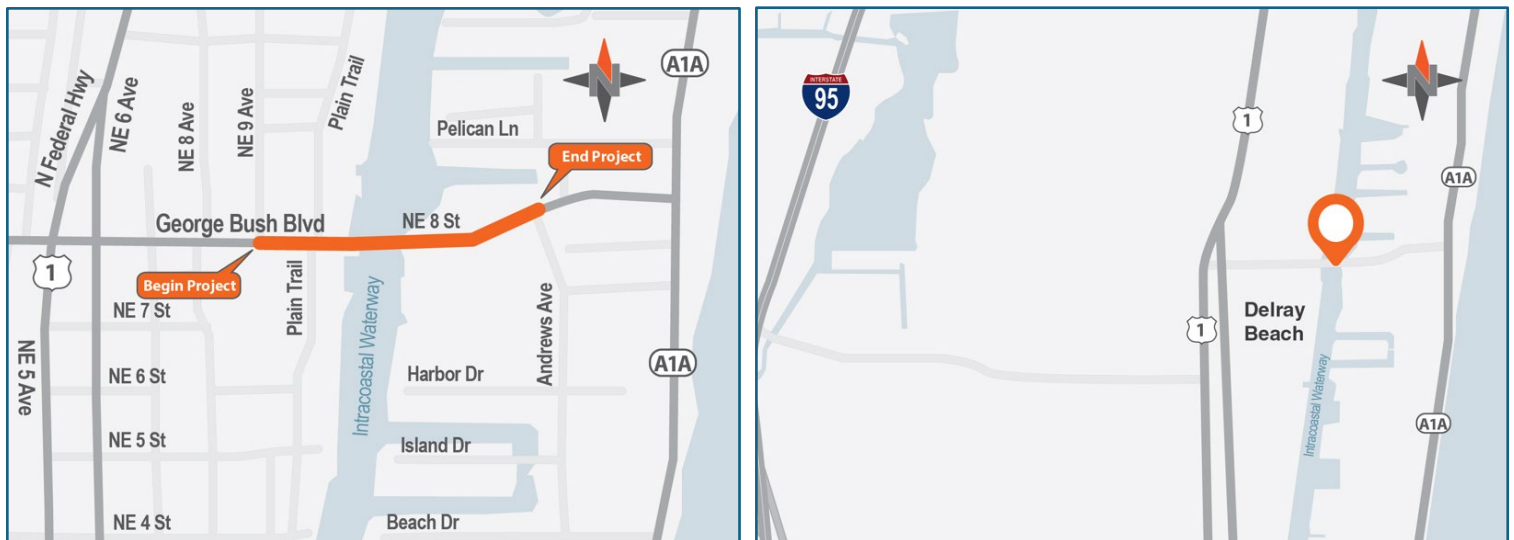 N Federal Hwy
NE 6 Ave
NE 8 Ave
NE 9 Ave
Plain Trail
A1A
N
Pelican Ln
End Project
George Bush Blvd
NE 8 St
1
Begin Project
NE 7 St
Plain Trail
Intracoastal Waterway
Andrews Ave
A1A
NE 5 Ave
NE 6 St
Harbor Dr
NE 5 St
Island Dr
NE 4 St
Beach Dr
INTERSTATE
95
N
1
A1A
Delray
Beach
1
Intracoastal Waterway
A1A